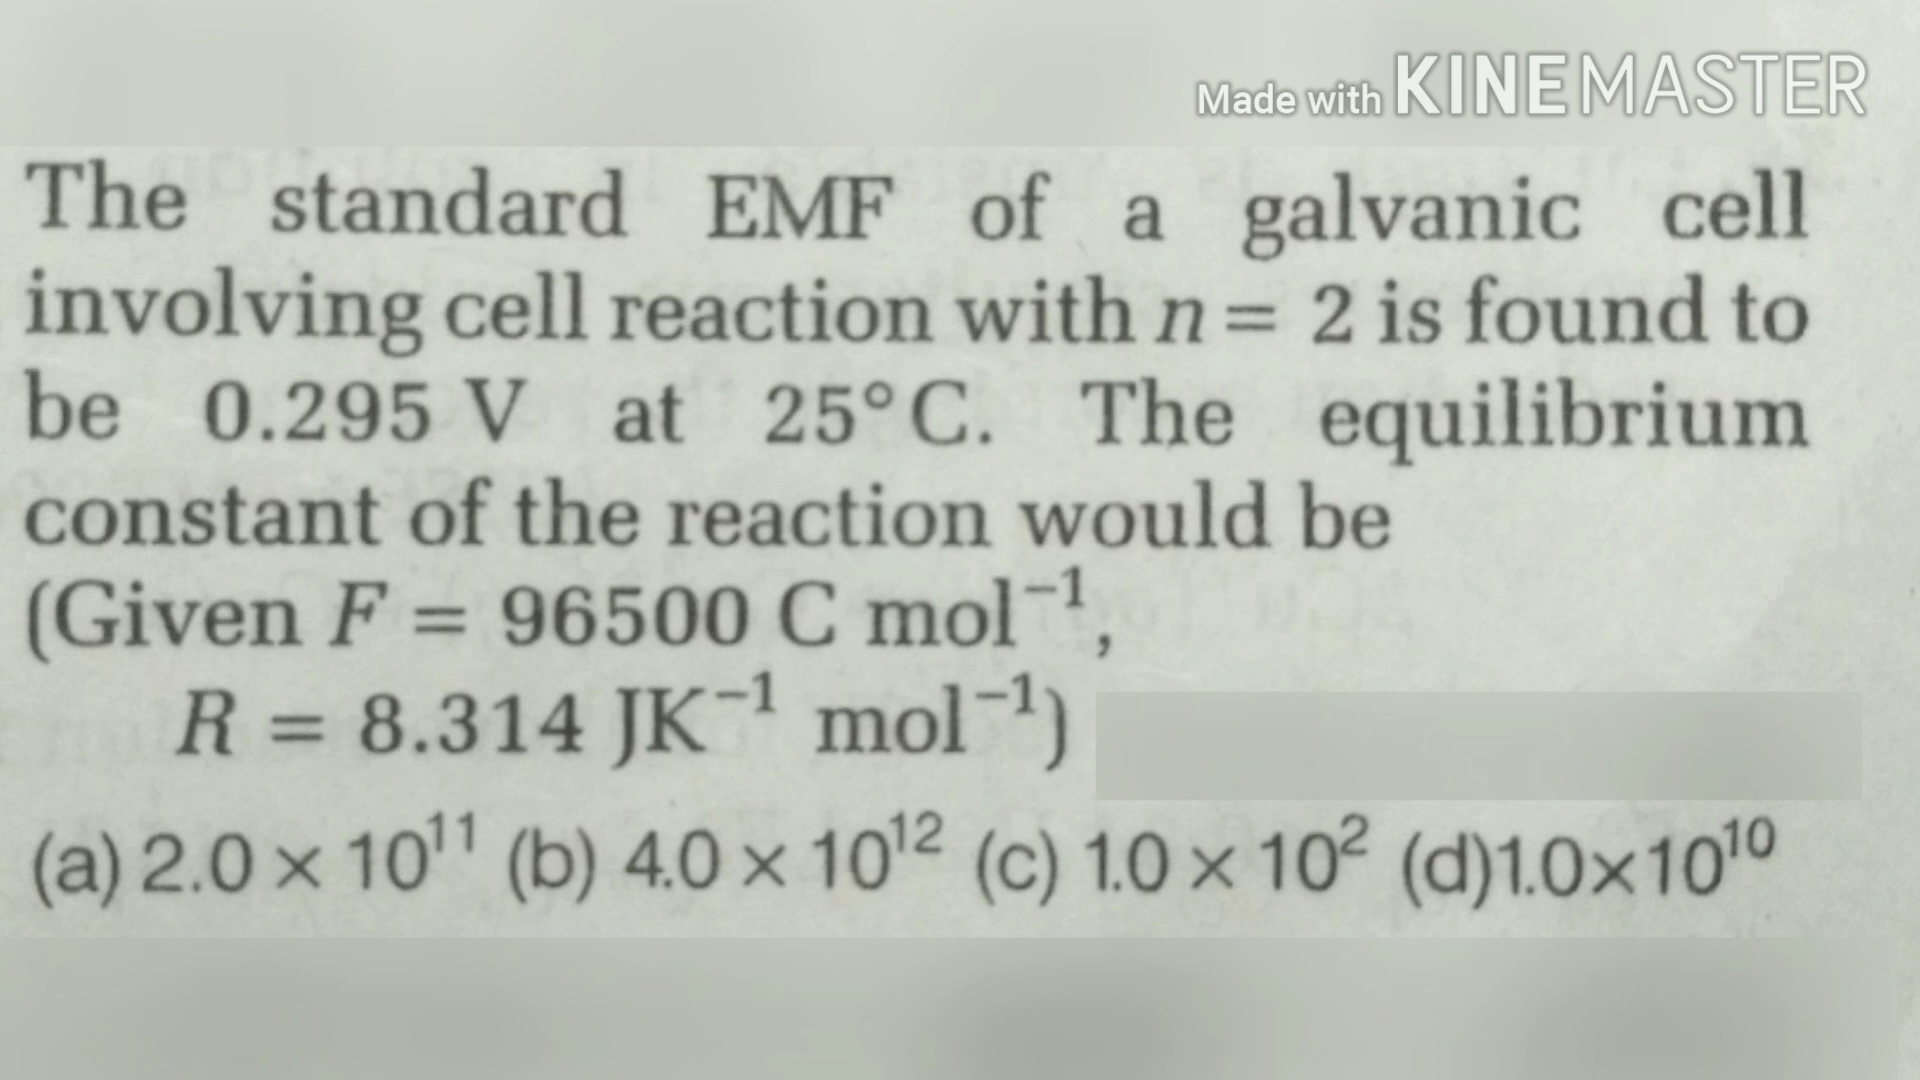 Made with KINEMASTER
The standard EMF of a galvanic cell
involving cell reaction with n = 2 is found to
be 0.295 V at 25°C. The equilibrium
constant of the reaction would be
(Given F = 96500 C mol⁻¹,
R = 8.314 JK⁻¹ mol⁻¹)
(a) 2.0 × 10¹¹ (b) 4.0 × 10¹² (c) 1.0 × 10² (d)1.0×10¹⁰